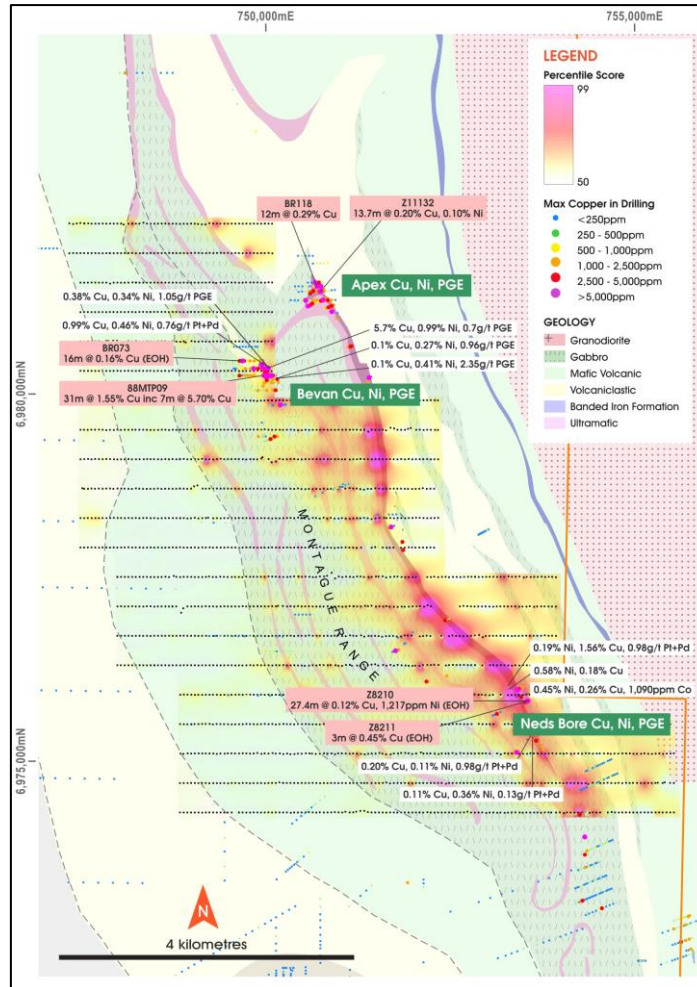 750,000mE
755,000mE
LEGEND
Percentile Score
99
50
Max Copper in Drilling
<250ppm
250 - 500ppm
500 - 1,000ppm
1,000 - 2,500ppm
2,500 - 5,000ppm
>5,000ppm
GEOLOGY
Granodiorite
Gabbro
Mafic Volcanic
Volcaniclastic
Banded Iron Formation
Ultramafic
BR118
12m @ 0.29% Cu
Z11132
13.7m @ 0.20% Cu, 0.10% Ni
Apex Cu, Ni, PGE
0.38% Cu, 0.34% Ni, 1.05g/t PGE
0.99% Cu, 0.46% Ni, 0.76g/t Pt+Pd
BR073
16m @ 0.16% Cu (EOH)
88MTP09
31m @ 1.55% Cu inc 7m @ 5.70% Cu
5.7% Cu, 0.99% Ni, 0.7g/t PGE
0.1% Cu, 0.27% Ni, 0.96g/t PGE
0.1% Cu, 0.41% Ni, 2.35g/t PGE
Bevan Cu, Ni, PGE
6,980,000mN
MONTAGUE RANGE
0.19% Ni, 1.56% Cu, 0.98g/t Pt+Pd
0.58% Ni, 0.18% Cu
0.45% Ni, 0.26% Cu, 1,090ppm Co
Z8210
27.4m @ 0.12% Cu, 1,217ppm Ni (EOH)
Z8211
3m @ 0.45% Cu (EOH)
Neds Bore Cu, Ni, PGE
0.20% Cu, 0.11% Ni, 0.98g/t Pt+Pd
0.11% Cu, 0.36% Ni, 0.13g/t Pt+Pd
6,975,000mN
N
4 kilometres